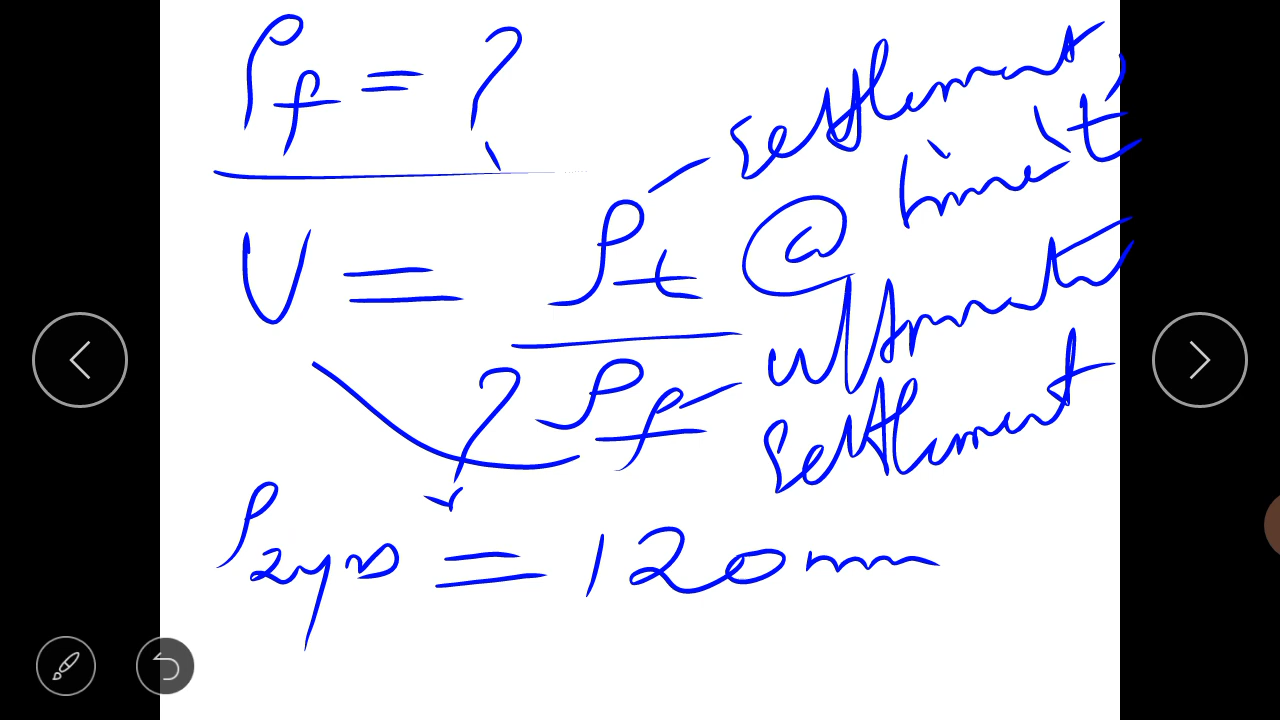 ρf = ?
settlement
@ time 't'
U = ρt
? ρf
ultimate
settlement
ρ2yrs = 120mm